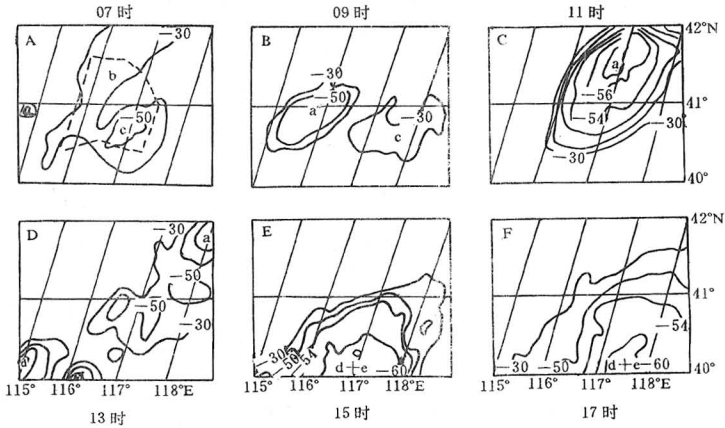 07时 09时 11时
A -30 b -50 c a
B -30 -50 a -30 c
C a -56 -54 -30 -30 42°N 41° 40°
D -30 a -50 -50 -30
E -30 -50 -54 d+e -60
F -54 -30 -50 d+e-60 42°N 41° 40°
115° 116° 117° 118°E 115° 116° 117° 118°E 115° 116° 117° 118°E
13时 15时 17时